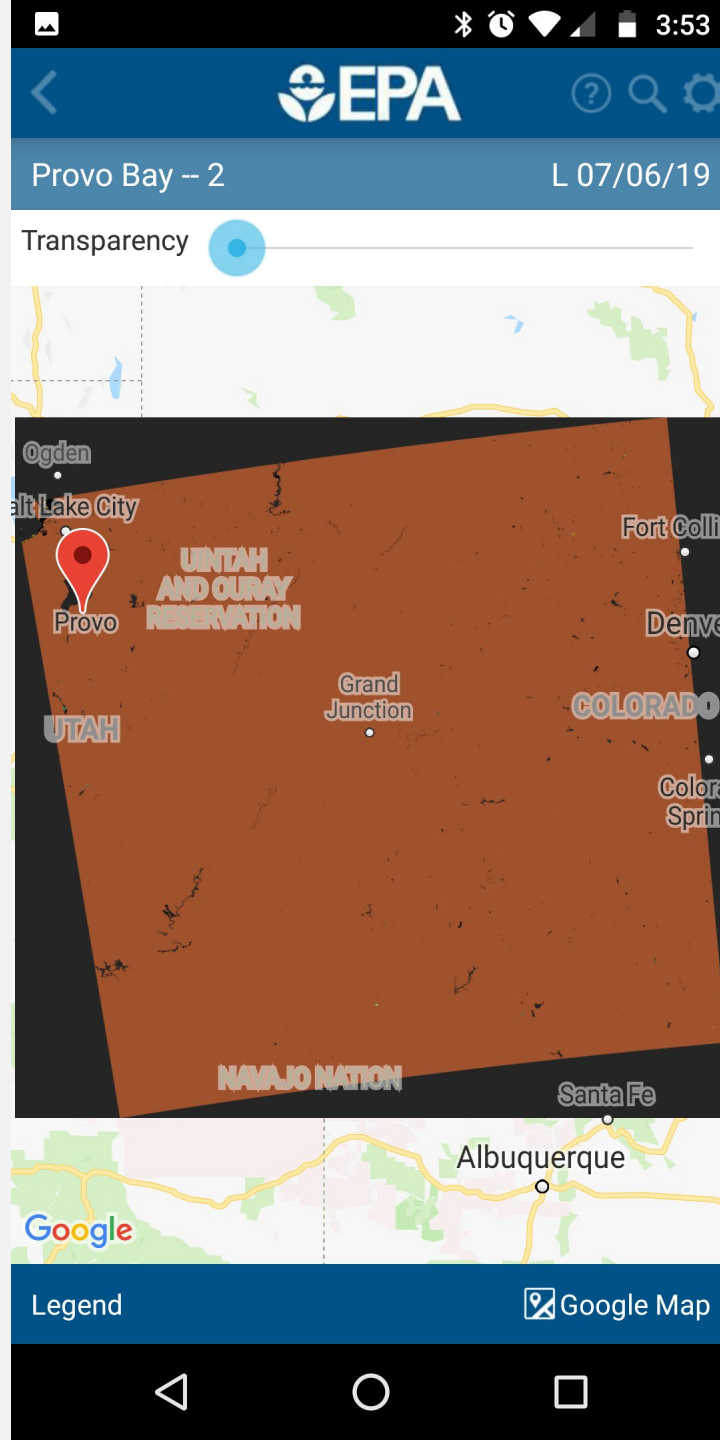 3:53
EPA
Provo Bay -- 2
L 07/06/19
Transparency
Ogden
alt Lake City
Fort Colli
UINTAH
AND OURAY
RESERVATION
Provo
Denve
Grand
Junction
COLORADO
UTAH
Colora
Sprin
NAVAJO NATION
Santa Fe
Albuquerque
Google
Legend
Google Map